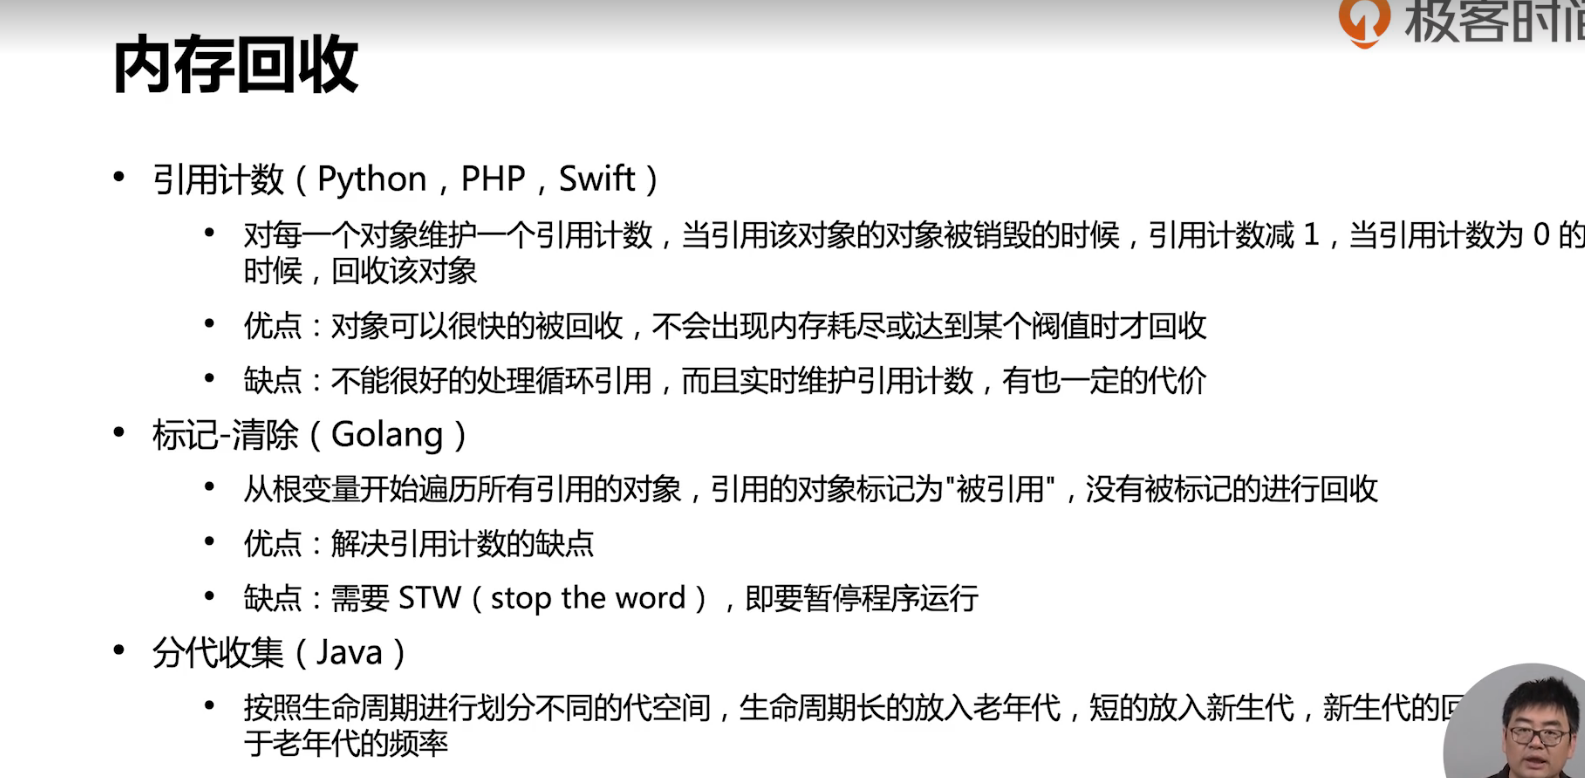 极客时间
内存回收
• 引用计数（Python，PHP，Swift）
• 对每一个对象维护一个引用计数，当引用该对象的对象被销毁的时候，引用计数减 1，当引用计数为 0 的
时候，回收该对象
• 优点：对象可以很快的被回收，不会出现内存耗尽或达到某个阀值时才回收
• 缺点：不能很好的处理循环引用，而且实时维护引用计数，有也一定的代价
• 标记-清除（Golang）
• 从根变量开始遍历所有引用的对象，引用的对象标记为"被引用"，没有被标记的进行回收
• 优点：解决引用计数的缺点
• 缺点：需要 STW（stop the word），即要暂停程序运行
• 分代收集（Java）
• 按照生命周期进行划分不同的代空间，生命周期长的放入老年代，短的放入新生代，新生代的回
于老年代的频率